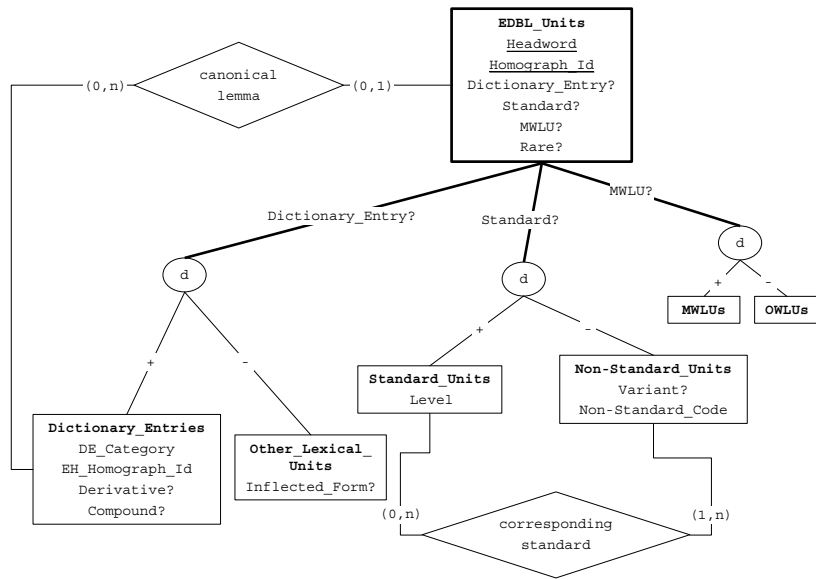 EDBL_Units
Headword
Homograph_Id
Dictionary_Entry?
Standard?
MWLU?
Rare?
canonical
lemma
(0,n)
(0,1)
Dictionary_Entry?
Standard?
MWLU?
d
d
d
+
-
+
-
+
-
MWLUs
OWLUs
Dictionary_Entries
DE_Category
EH_Homograph_Id
Derivative?
Compound?
Other_Lexical_
Units
Inflected_Form?
Standard_Units
Level
Non-Standard_Units
Variant?
Non-Standard_Code
(0,n)
(1,n)
corresponding
standard